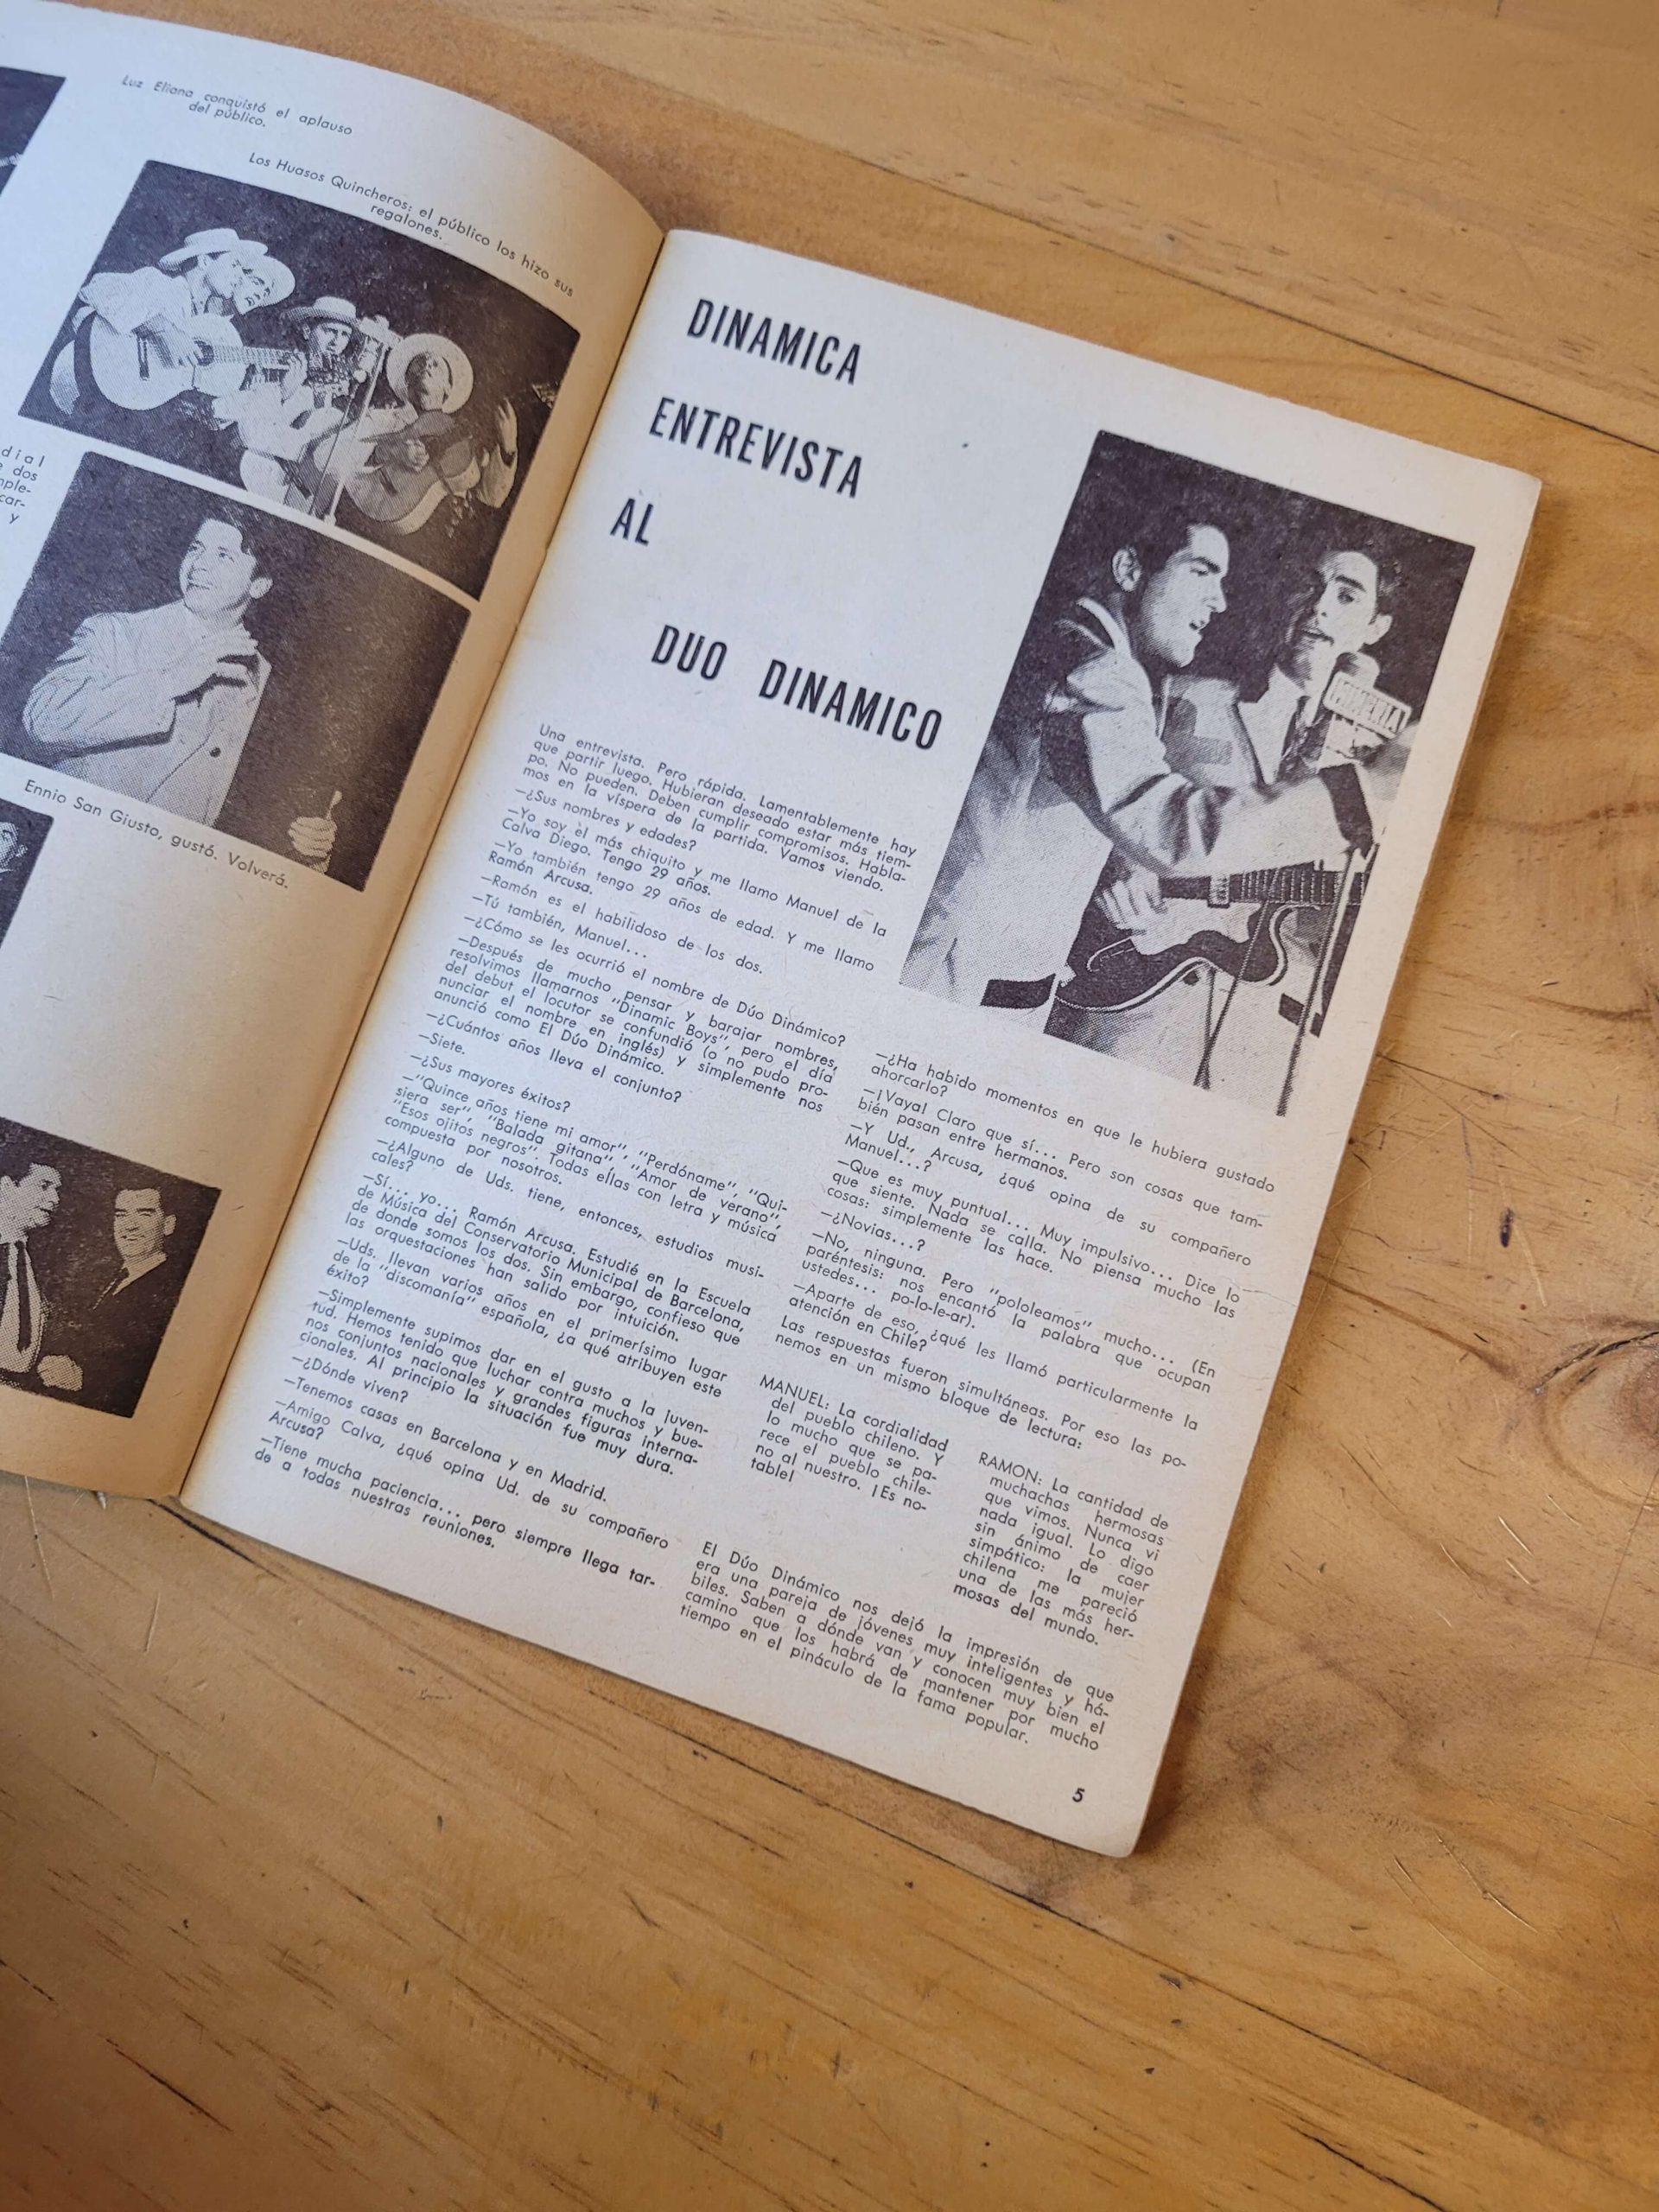 Luz Eliana conquistó el aplauso
del público.
Los Huasos Quincheros: el público los hizo sus
regalones.
dial
dos
mple-
car-
y
Ennio San Giusto, gustó. Volverá.
DINAMICA
ENTREVISTA
AL
DUO DINAMICO
MINERIA
Una entrevista. Pero rápida. Lamentablemente hay
que partir luego. Hubieran deseado estar más tiem-
po. No pueden. Deben cumplir compromisos. Habla-
mos en la víspera de la partida. Vamos viendo.
—¿Sus nombres y edades?
—Yo soy el más chiquito y me llamo Manuel de la
Calva Diego. Tengo 29 años.
—Yo también tengo 29 años de edad. Y me llamo
Ramón Arcusa.
—Ramón es el habilidoso de los dos.
—Tú también, Manuel...
—¿Cómo se les ocurrió el nombre de Dúo Dinámico?
—Después de mucho pensar y barajar nombres,
resolvimos llamarnos "Dinamic Boys", pero el día
del debut el locutor se confundió (o no pudo pro-
nunciar el nombre en inglés) y simplemente nos
anunció como El Dúo Dinámico.
—¿Cuántos años lleva el conjunto?
—Siete.
—¿Sus mayores éxitos?
—"Quince años tiene mi amor", "Perdóname", "Qui-
siera ser", "Balada gitana", "Amor de verano",
"Esos ojitos negros". Todas ellas con letra y música
compuesta por nosotros.
—¿Alguno de Uds. tiene, entonces, estudios musi-
cales?
—Sí... yo... Ramón Arcusa. Estudié en la Escuela
de Música del Conservatorio Municipal de Barcelona,
de donde somos los dos. Sin embargo, confieso que
las orquestaciones han salido por intuición.
—Uds. llevan varios años en el primerísimo lugar
de la "discomanía" española, ¿a qué atribuyen este
éxito?
—Simplemente supimos dar en el gusto a la juven-
tud. Hemos tenido que luchar contra muchos y bue-
nos conjuntos nacionales y grandes figuras interna-
cionales. Al principio la situación fue muy dura.
—¿Dónde viven?
—Tenemos casas en Barcelona y en Madrid.
—Amigo Calva, ¿qué opina Ud. de su compañero
Arcusa?
—Tiene mucha paciencia... pero siempre llega tar-
de a todas nuestras reuniones.
—¿Ha habido momentos en que le hubiera gustado
ahorcarlo?
—¡Vaya! Claro que sí... Pero son cosas que tam-
bién pasan entre hermanos.
—Y Ud., Arcusa, ¿qué opina de su compañero
Manuel...?
—Que es muy puntual... Muy impulsivo... Dice lo
que siente. Nada se calla. No piensa mucho las
cosas: simplemente las hace.
—¿Novias...?
—No, ninguna. Pero "pololeamos" mucho... (En
paréntesis: nos encantó la palabra que ocupan
ustedes... po-lo-le-ar).
—Aparte de eso, ¿qué les llamó particularmente la
atención en Chile?
Las respuestas fueron simultáneas. Por eso las po-
nemos en un mismo bloque de lectura:
MANUEL: La cordialidad
del pueblo chileno. Y
lo mucho que se pa-
rece el pueblo chile-
no al nuestro. ¡Es no-
table!
RAMON: La cantidad de
muchachas hermosas
que vimos. Nunca vi
nada igual. Lo digo
sin ánimo de caer
simpático: la mujer
chilena me pareció
una de las más her-
mosas del mundo.
El Dúo Dinámico nos dejó la impresión de que
era una pareja de jóvenes muy inteligentes y há-
biles. Saben a dónde van y conocen muy bien el
camino que los habrá de mantener por mucho
tiempo en el pináculo de la fama popular.
5